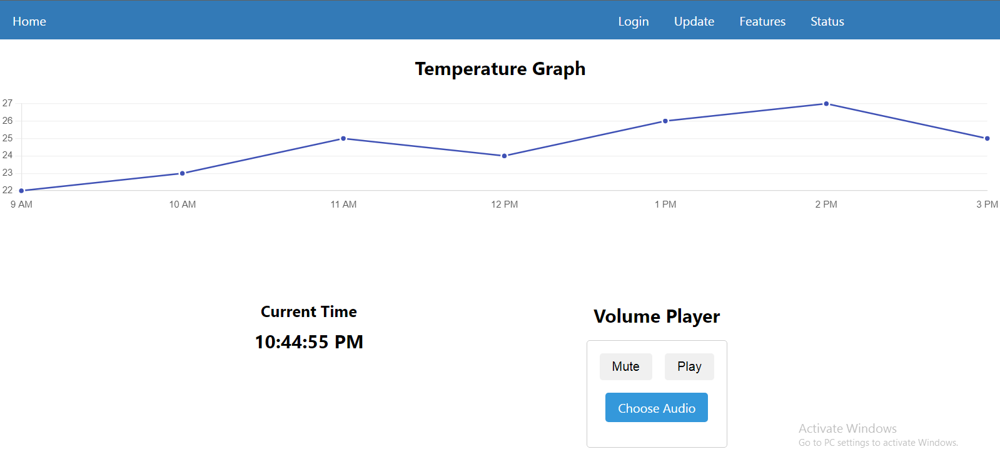 Home Login Update Features Status
Temperature Graph
27
26
25
24
23
22
9 AM 10 AM 11 AM 12 PM 1 PM 2 PM 3 PM
Current Time
10:44:55 PM
Volume Player
Mute Play
Choose Audio
Activate Windows
Go to PC settings to activate Windows.